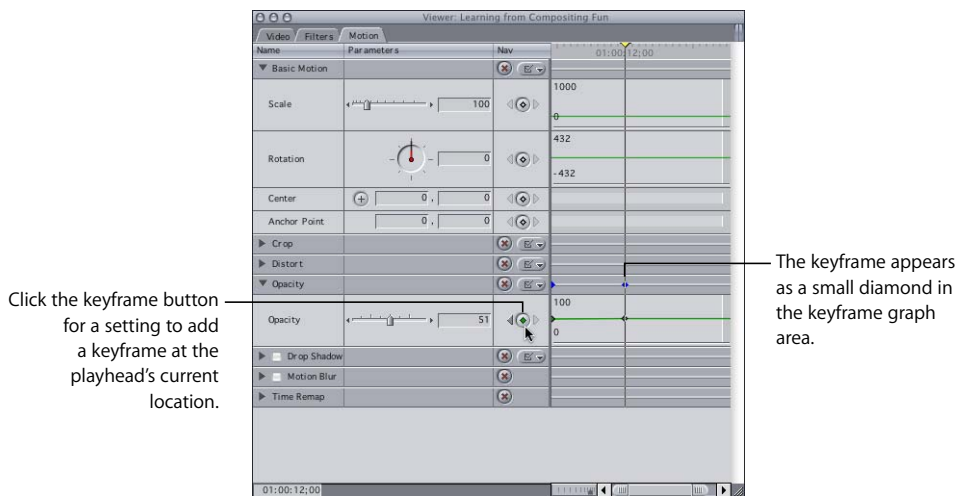 Viewer: Learning from Compositing Fun
Video Filters Motion
Name Parameters Nav 01:00:12;00
Basic Motion
1000
Scale 100
0
432
Rotation 0
-432
Center 0 , 0
Anchor Point 0 , 0
Crop
Distort
Opacity
100
Opacity 51
0
Drop Shadow
Motion Blur
Time Remap
01:00:12;00
Click the keyframe button
for a setting to add
a keyframe at the
playhead’s current
location.
The keyframe appears
as a small diamond in
the keyframe graph
area.